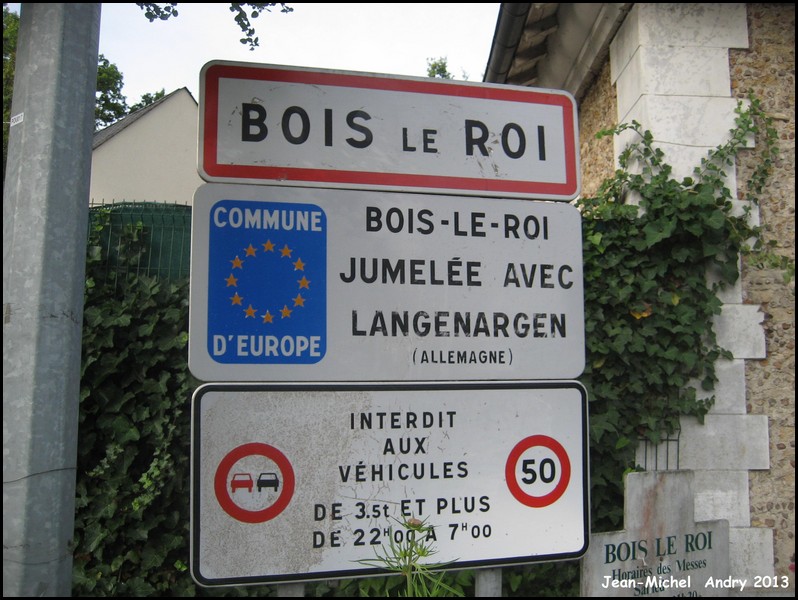 BOIS LE ROI
COMMUNE
D'EUROPE
BOIS-LE-ROI
JUMELÉE AVEC
LANGENARGEN
(ALLEMAGNE)
INTERDIT
AUX
VÉHICULES
DE 3.5t ET PLUS
DE 22H00 À 7H00
50
BOIS LE ROI
Horaires des Messes
Jean-Michel Andry 2013